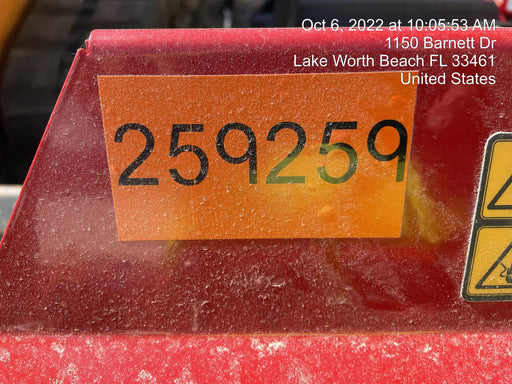 Oct 6, 2022 at 10:05:53 AM
1150 Barnett Dr
Lake Worth Beach FL 33461
United States
259259